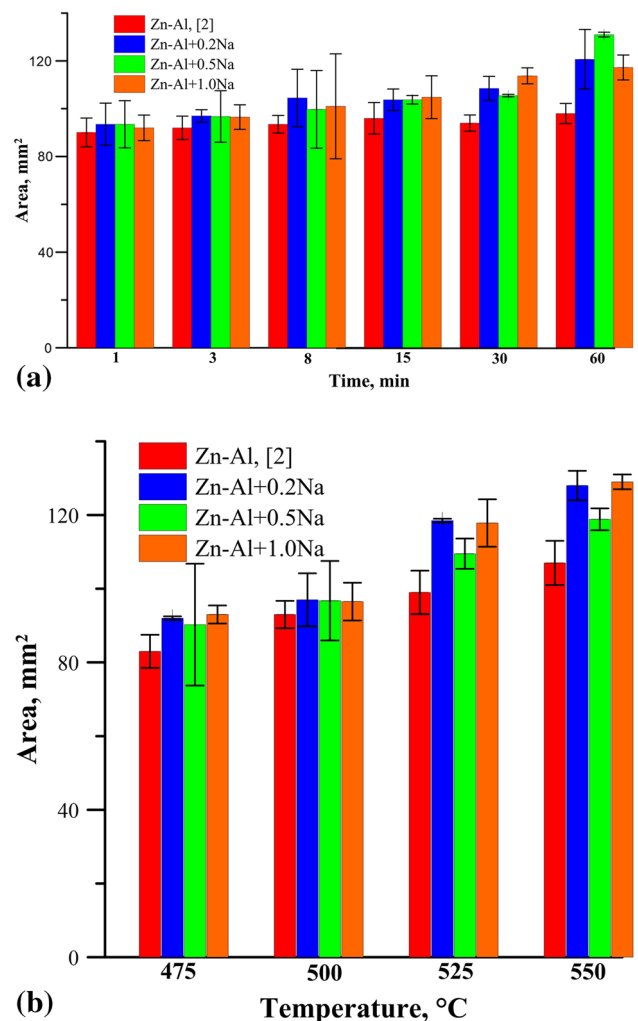 Zn-Al, [2]
Zn-Al+0.2Na
Zn-Al+0.5Na
Zn-Al+1.0Na
Area, mm²
120
80
40
0
1 3 8 15 30 60
Time, min
(a)
Zn-Al, [2]
Zn-Al+0.2Na
Zn-Al+0.5Na
Zn-Al+1.0Na
Area, mm²
120
80
40
0
475 500 525 550
Temperature, °C
(b)